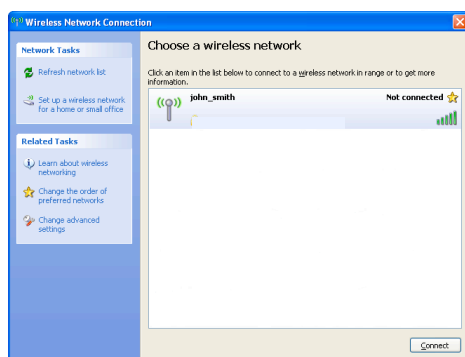 Wireless Network Connection
Network Tasks
Refresh network list
Set up a wireless network
for a home or small office
Related Tasks
Learn about wireless
networking
Change the order of
preferred networks
Change advanced
settings
Choose a wireless network
Click an item in the list below to connect to a wireless network in range or to get more
information.
john_smith Not connected
Connect